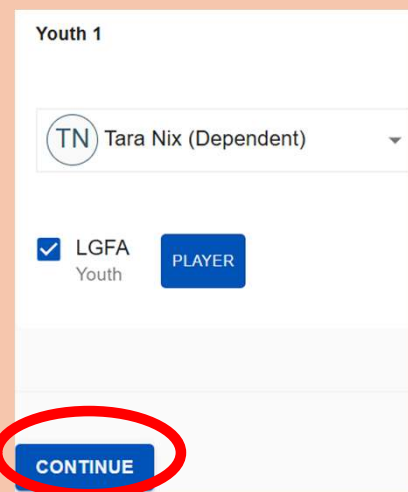 Youth 1
TN Tara Nix (Dependent)
LGFA PLAYER
Youth
CONTINUE